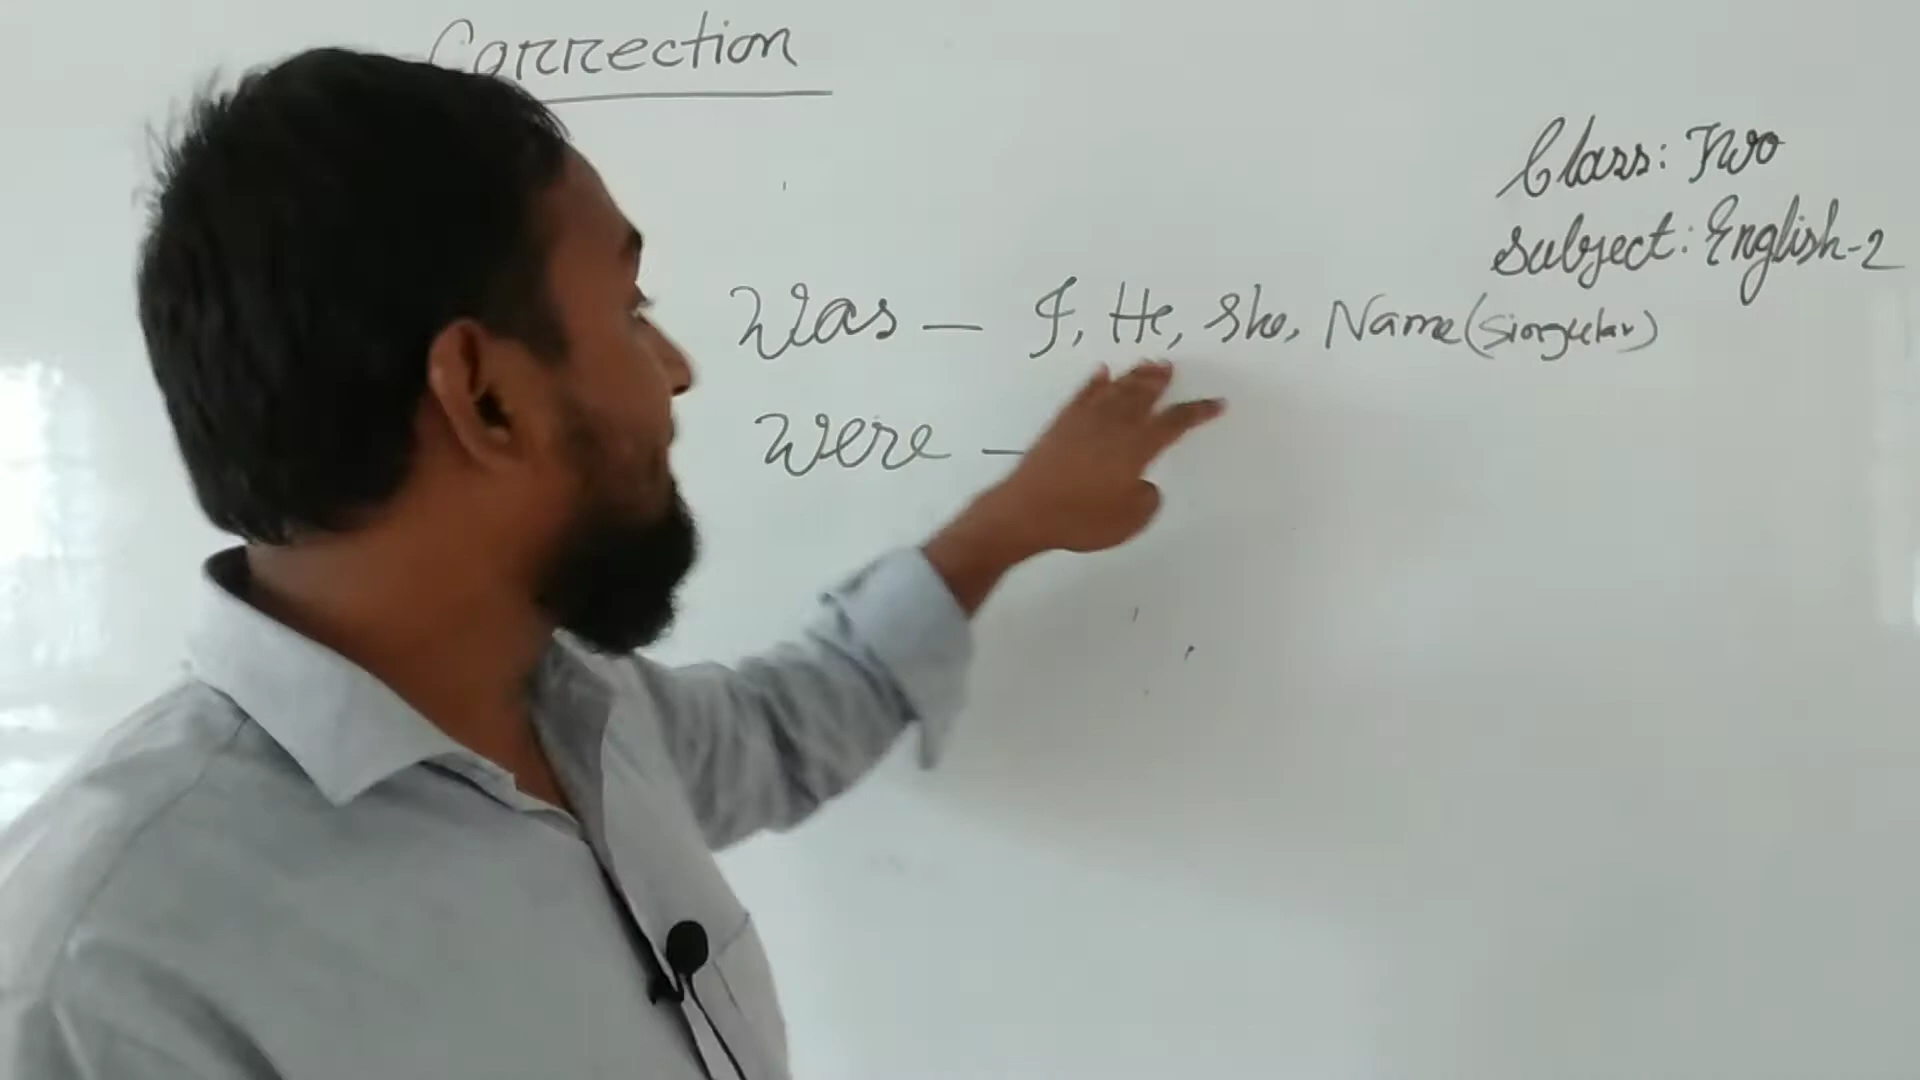 Correction
Class: Two
Subject: English-2
Was — I, He, She, Name (Singular)
Were —